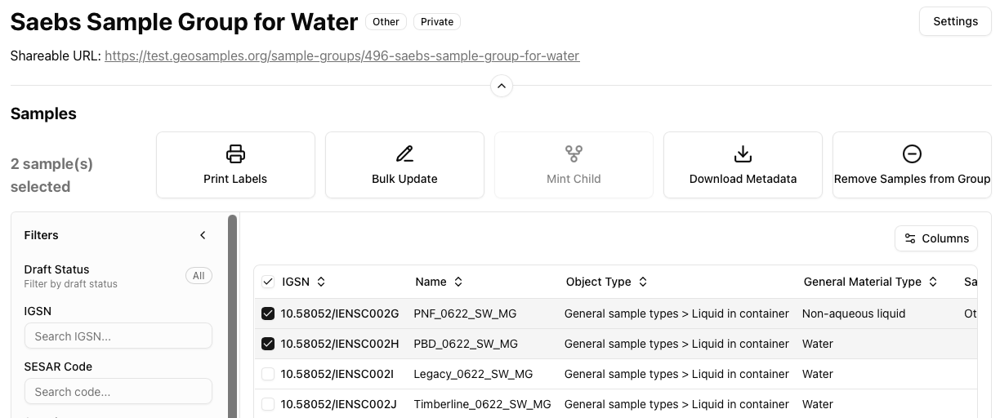 Saebs Sample Group for Water Other Private Settings
Shareable URL: https://test.geosamples.org/sample-groups/496-saebs-sample-group-for-water
Samples
2 sample(s)
selected
Print Labels Bulk Update Mint Child Download Metadata Remove Samples from Group
Filters
Draft Status All
Filter by draft status
IGSN
Search IGSN...
SESAR Code
Search code...
Columns
IGSN Name Object Type General Material Type Sa
10.58052/IENSC002G PNF_0622_SW_MG General sample types > Liquid in container Non-aqueous liquid Ot
10.58052/IENSC002H PBD_0622_SW_MG General sample types > Liquid in container Water
10.58052/IENSC002I Legacy_0622_SW_MG General sample types > Liquid in container Water
10.58052/IENSC002J Timberline_0622_SW_MG General sample types > Liquid in container Water